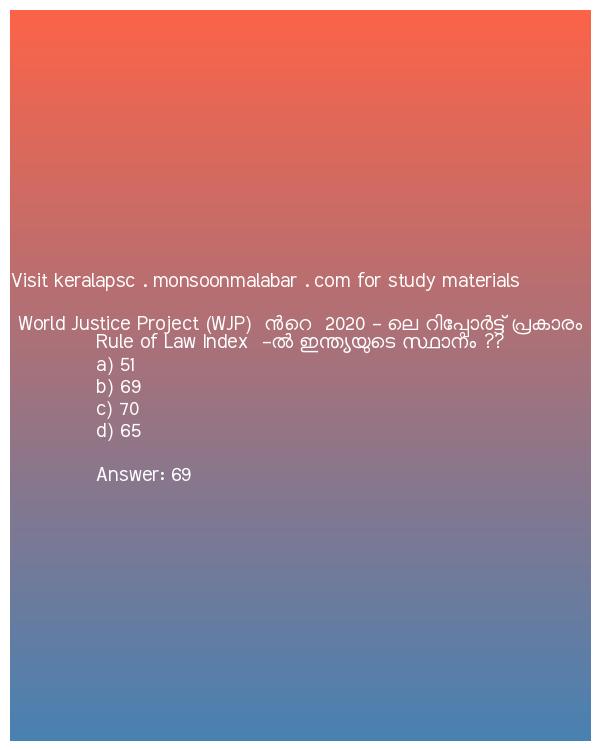 Visit keralapsc . monsoonmalabar . com for study materials
World Justice Project (WJP) ൻറെ 2020 - ലെ റിപ്പോർട്ട് പ്രകാരം
Rule of Law Index -ൽ ഇന്ത്യയുടെ സ്ഥാനം ??
a) 51
b) 69
c) 70
d) 65
Answer: 69